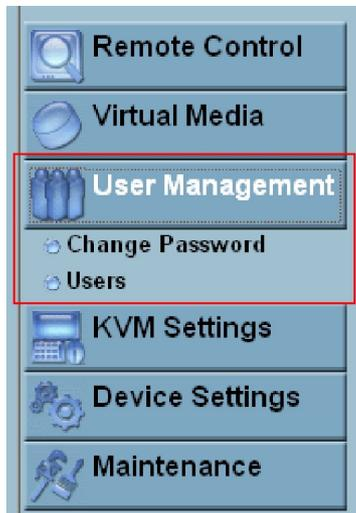 Remote Control
Virtual Media
User Management
Change Password
Users
KVM Settings
Device Settings
Maintenance